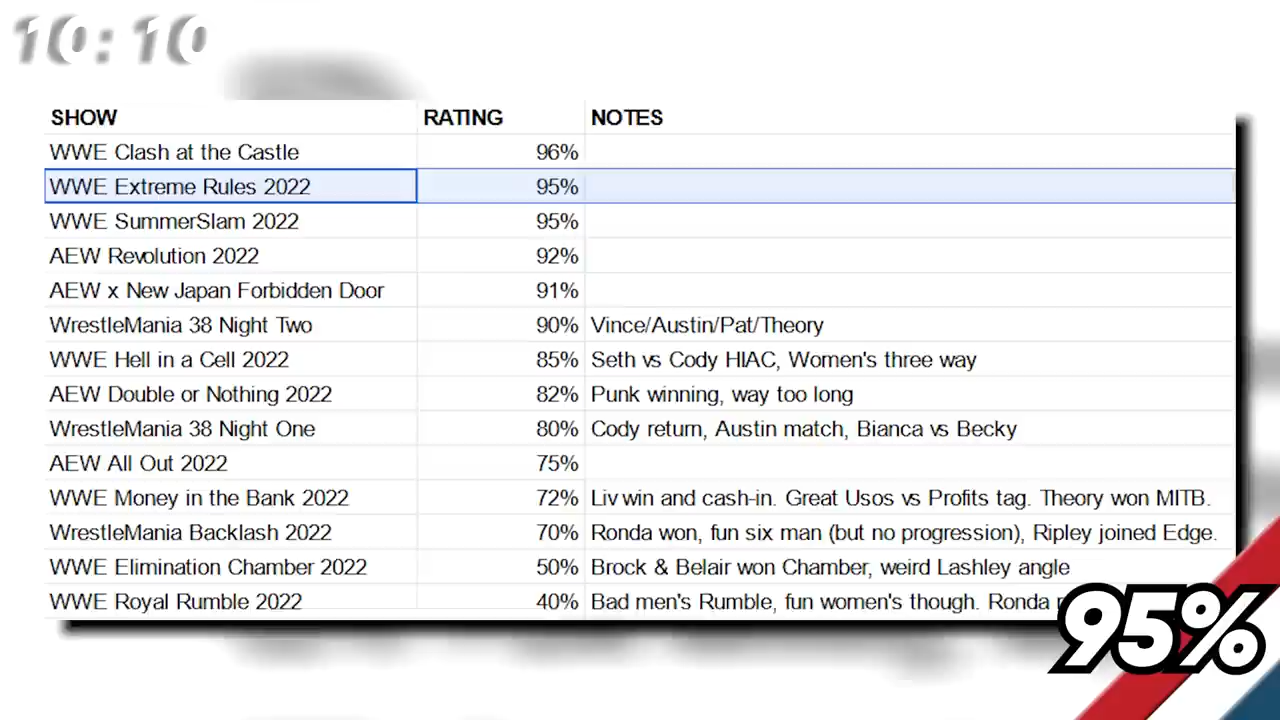 10:10
SHOW RATING NOTES
WWE Clash at the Castle 96%
WWE Extreme Rules 2022 95%
WWE SummerSlam 2022 95%
AEW Revolution 2022 92%
AEW x New Japan Forbidden Door 91%
WrestleMania 38 Night Two 90% Vince/Austin/Pat/Theory
WWE Hell in a Cell 2022 85% Seth vs Cody HIAC, Women's three way
AEW Double or Nothing 2022 82% Punk winning, way too long
WrestleMania 38 Night One 80% Cody return, Austin match, Bianca vs Becky
AEW All Out 2022 75%
WWE Money in the Bank 2022 72% Liv win and cash-in. Great Usos vs Profits tag. Theory won MITB.
WrestleMania Backlash 2022 70% Ronda won, fun six man (but no progression), Ripley joined Edge.
WWE Elimination Chamber 2022 50% Brock & Belair won Chamber, weird Lashley angle
WWE Royal Rumble 2022 40% Bad men's Rumble, fun women's though. Ronda
95%